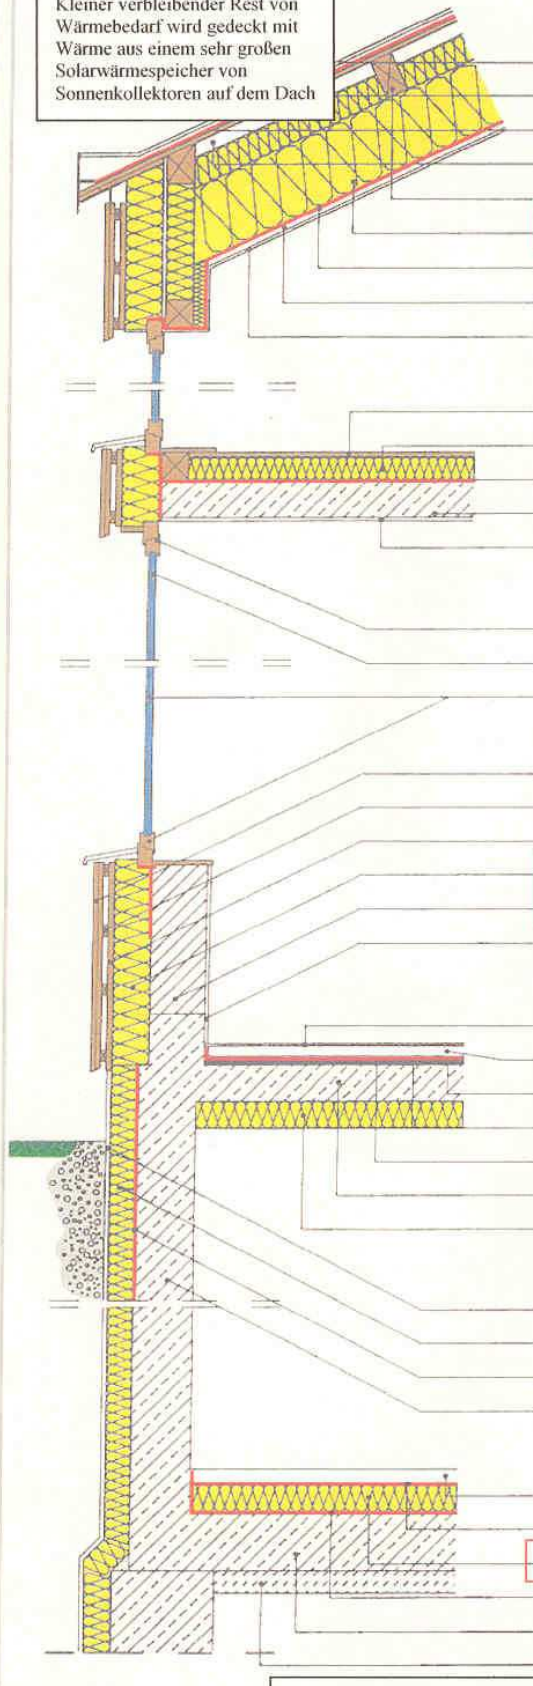 Kleiner verbleibender Rest von
Wärmebedarf wird gedeckt mit
Wärme aus einem sehr großen
Solarwärmespeicher von
Sonnenkollektoren auf dem Dach